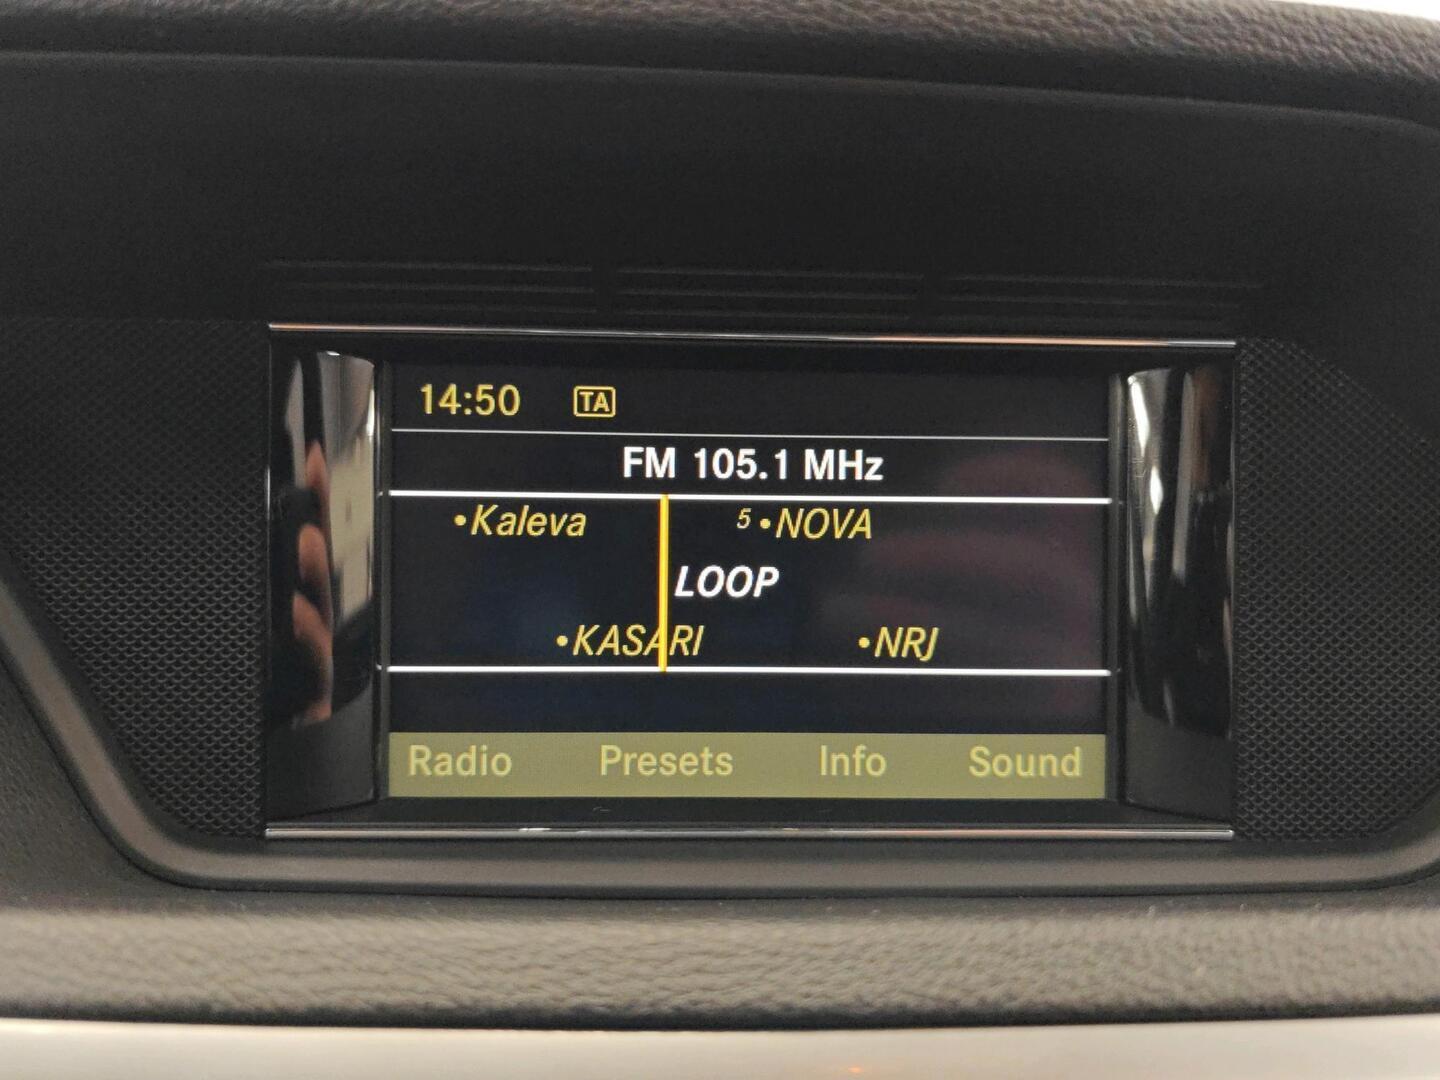 14:50 TA
FM 105.1 MHz
•Kaleva 5 •NOVA
LOOP
•KASARI •NRJ
Radio Presets Info Sound